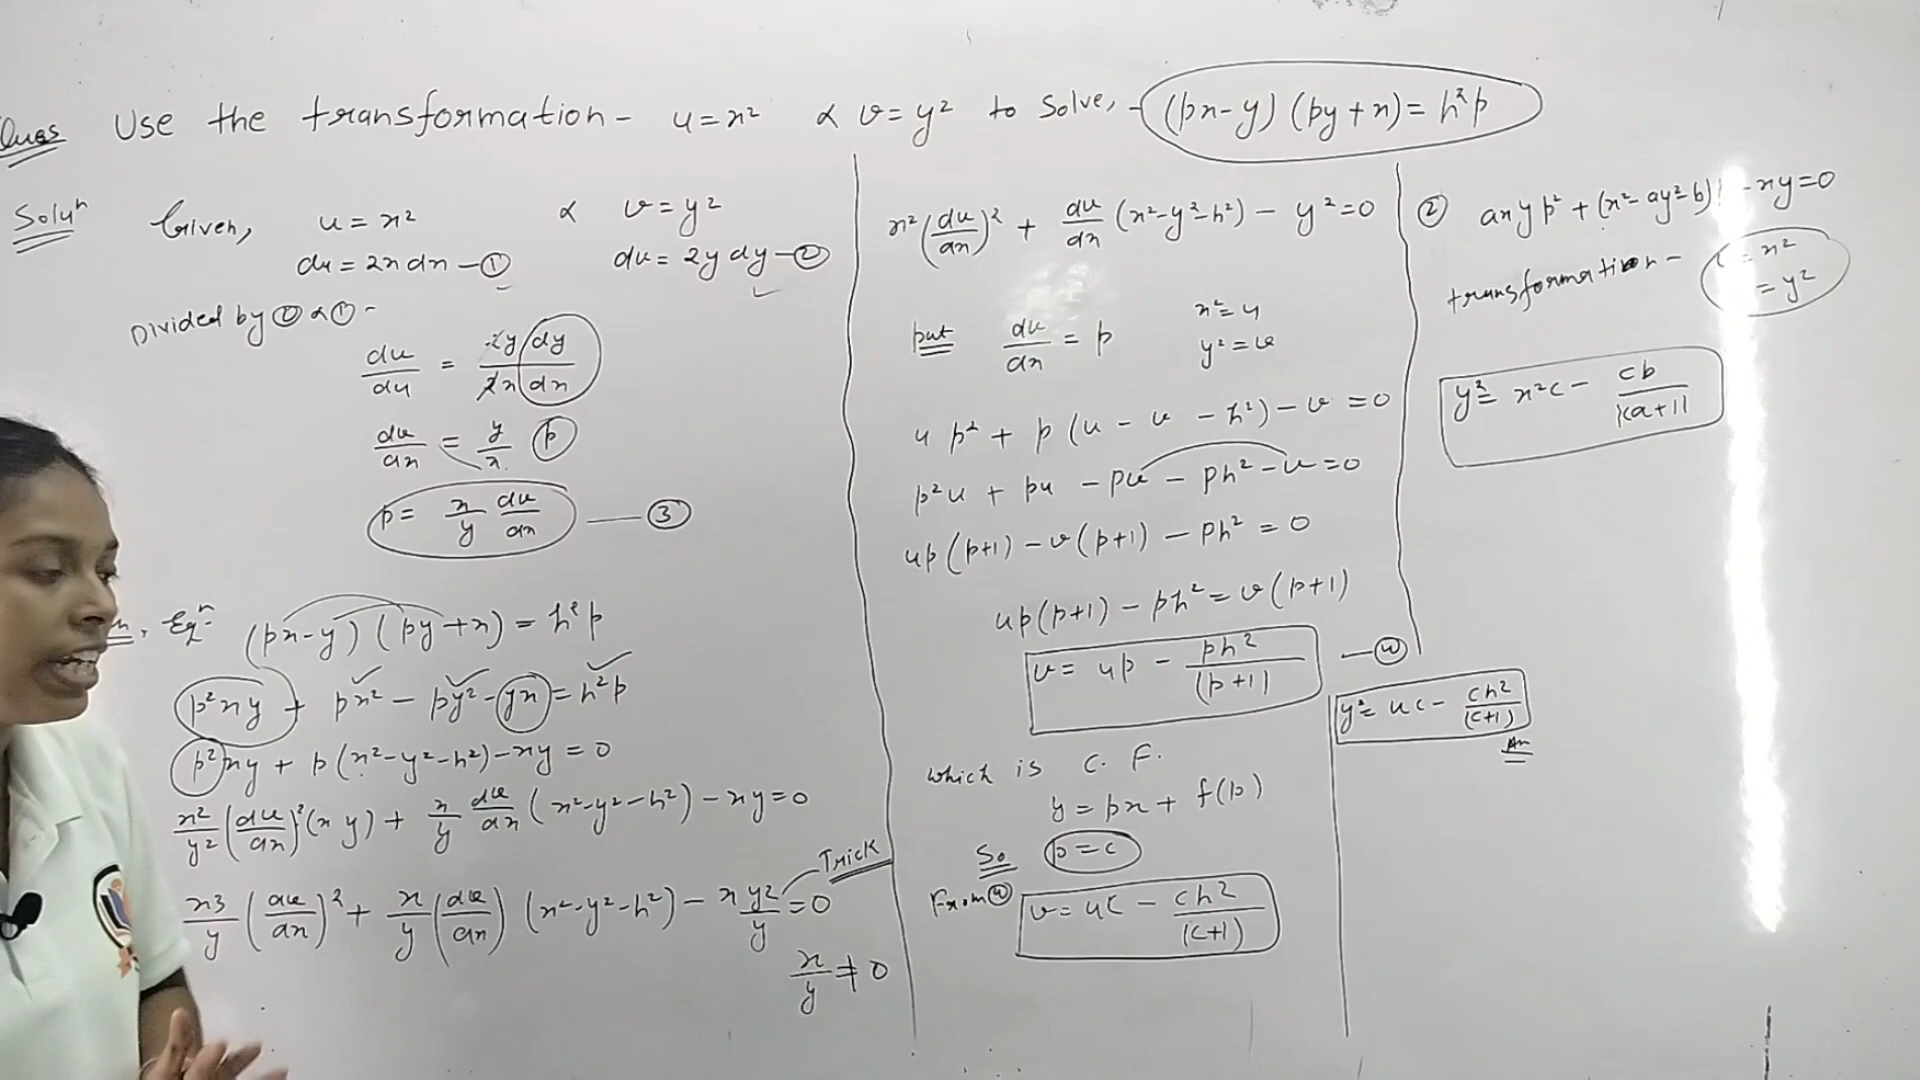 Ques Use the transformation - u = x² & v = y² to solve, - (px-y) (py+x) = h²p
Soluⁿ Given, u = x² & v = y²
du = 2x dx —① dv = 2y dy —②
Divided by ② & ① -
dv/du = 2y dy / 2x dx
dv/dx = y/x p
p = x/y dv/dx —— ③
Eqⁿ (px-y) (py+x) = h²p
p²xy + px² - py² - yx = h²p
p²xy + p(x²-y²-h²) - xy = 0
x²/y² (dv/dx)² (x y) + x/y dv/dx (x²-y²-h²) - xy = 0
x³/y (dv/dx)² + x/y (dv/dx) (x²-y²-h²) - x y²/y = 0
Trick
x/y ≠ 0
x² (dv/dx)² + dv/dx (x²-y²-h²) - y² = 0
put dv/dx = p x² = u
y² = v
u p² + p (u - v - h²) - v = 0
p²u + pu - pv - ph² - v = 0
up (p+1) - v (p+1) - ph² = 0
up (p+1) - ph² = v (p+1)
v = up - ph²/(p+1) —④
which is C. F.
y = px + f(p)
So p = c
From ④ v = uc - ch²/(c+1)
y² = uc - ch²/(c+1)
An
② axy p² + (x² - ay² - b) - xy = 0
transformation - = x²
= y²
y² = x²c - cb/(ca+1)